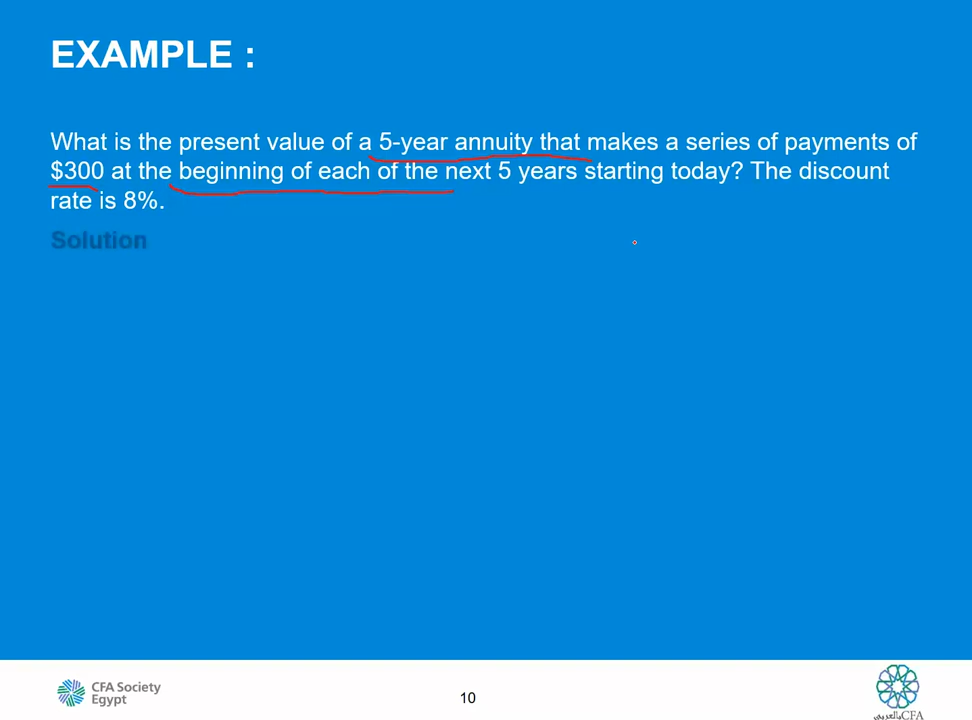 EXAMPLE :
What is the present value of a 5-year annuity that makes a series of payments of
$300 at the beginning of each of the next 5 years starting today? The discount
rate is 8%.
Solution
CFA Society
Egypt
10
CFAبالعربي